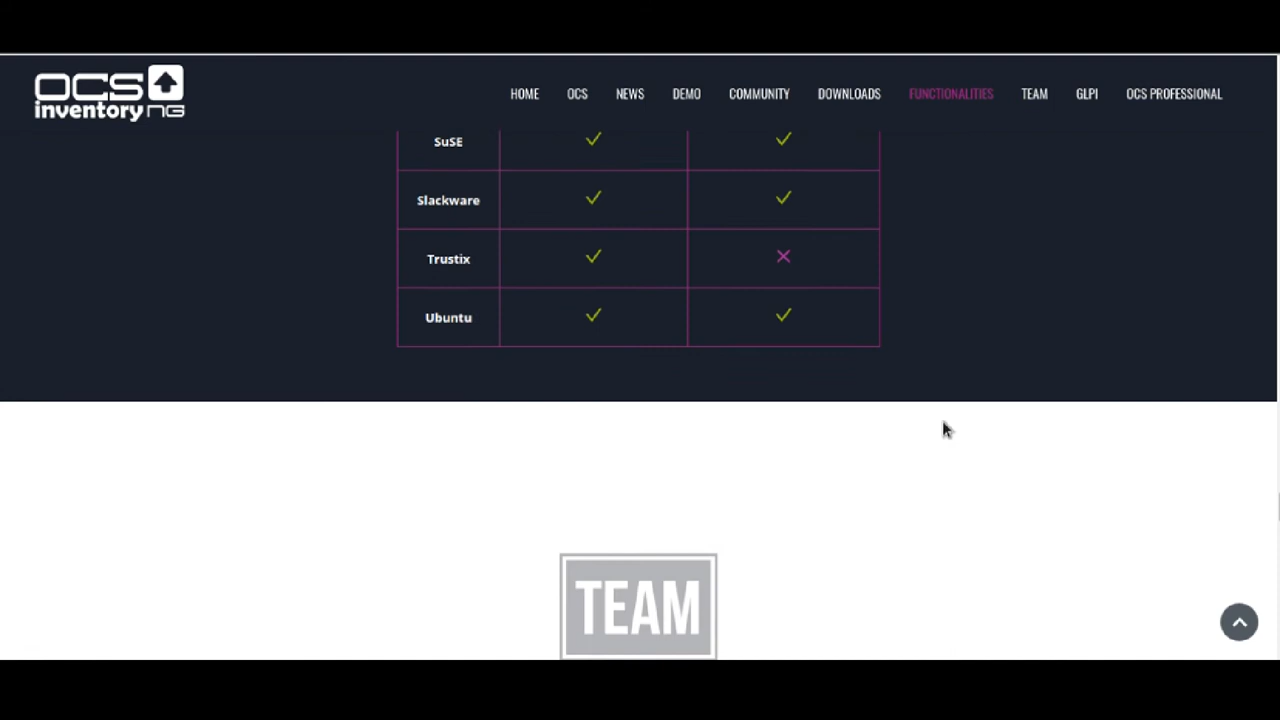 OCS inventory NG
HOME OCS NEWS DEMO COMMUNITY DOWNLOADS FUNCTIONALITIES TEAM GLPI OCS PROFESSIONAL
SuSE
Slackware
Trustix
Ubuntu
TEAM